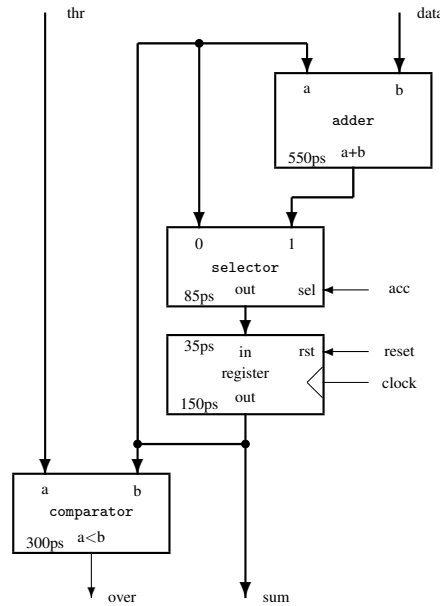 thr
data
a b
adder
550ps a+b
0 1
selector
85ps out sel acc
35ps in rst reset
register clock
150ps out
a b
comparator
300ps a<b
over sum